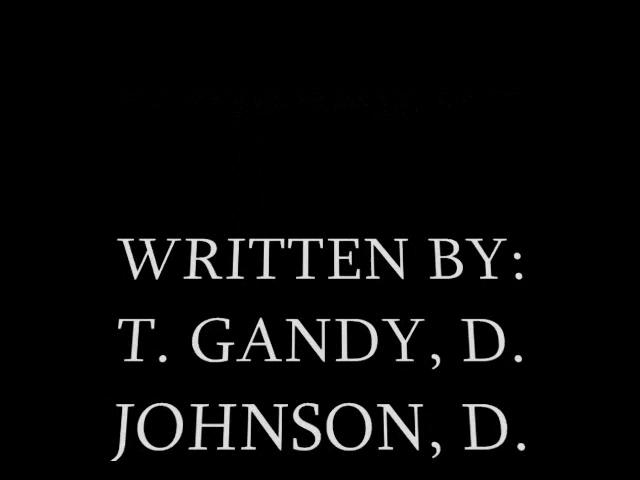 WRITTEN BY:
T. GANDY, D.
JOHNSON, D.